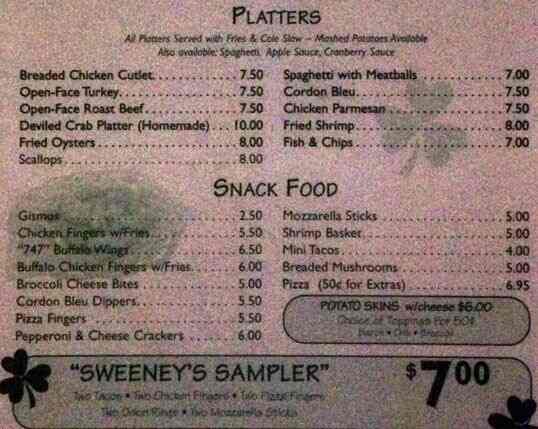 PLATTERS
All Platters Served with Fries & Cole Slaw – Mashed Potatoes Available
Also available: Spaghetti, Apple Sauce, Cranberry Sauce
Breaded Chicken Cutlet 7.50
Open-Face Turkey 7.50
Open-Face Roast Beef 7.50
Deviled Crab Platter (Homemade) 10.00
Fried Oysters 8.00
Scallops 8.00
Spaghetti with Meatballs 7.00
Cordon Bleu 7.50
Chicken Parmesan 7.50
Fried Shrimp 8.00
Fish & Chips 7.00
SNACK FOOD
Gismos 2.50
Chicken Fingers w/Fries 5.50
"747" Buffalo Wings 6.50
Buffalo Chicken Fingers w/Fries 6.00
Broccoli Cheese Bites 5.00
Cordon Bleu Dippers 5.50
Pizza Fingers 5.50
Pepperoni & Cheese Crackers 6.00
Mozzarella Sticks 5.00
Shrimp Basket 5.00
Mini Tacos 4.00
Breaded Mushrooms 5.00
Pizza (50¢ for Extras) 6.95
POTATO SKINS w/cheese $6.00
Choice of Toppings for 50¢
Bacon • Chili • Broccoli
"SWEENEY'S SAMPLER" $7.00
Two Tacos • Two Chicken Fingers • Two Pizza Fingers
Two Onion Rings • Two Mozzarella Sticks